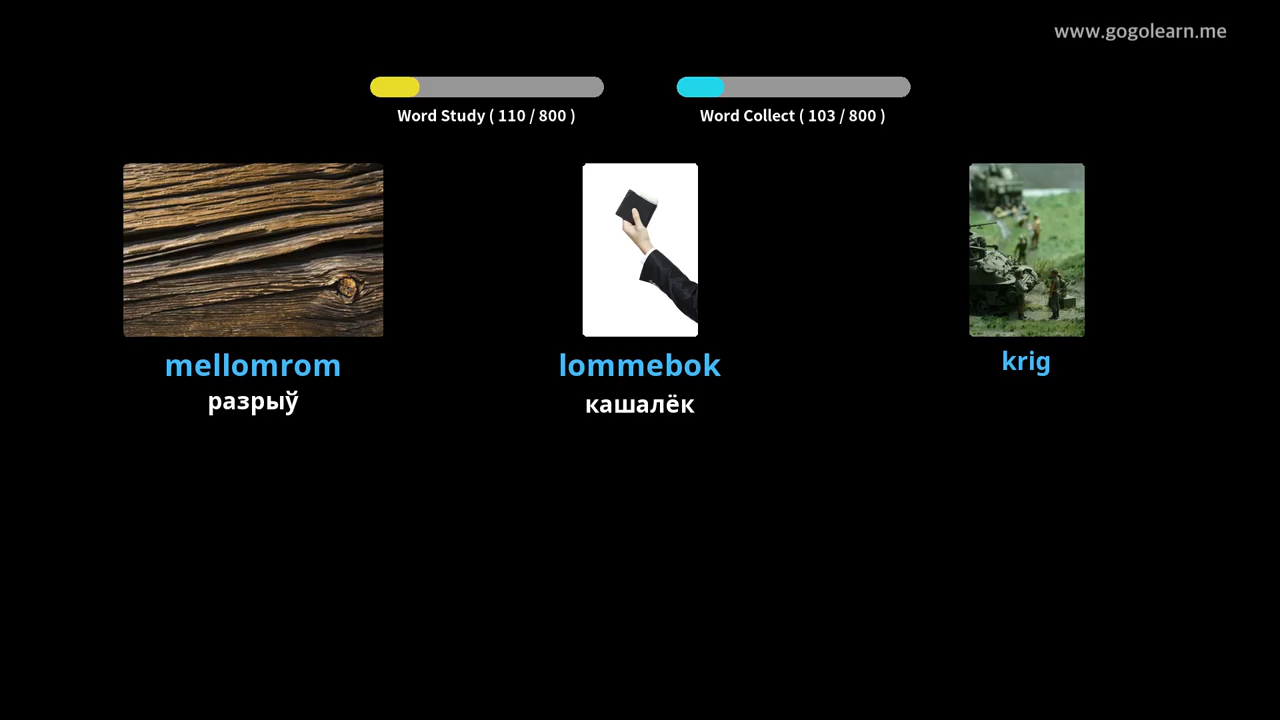 www.gogolearn.me
Word Study ( 110 / 800 )
Word Collect ( 103 / 800 )
mellomrom
разрыў
lommebok
кашалёк
krig